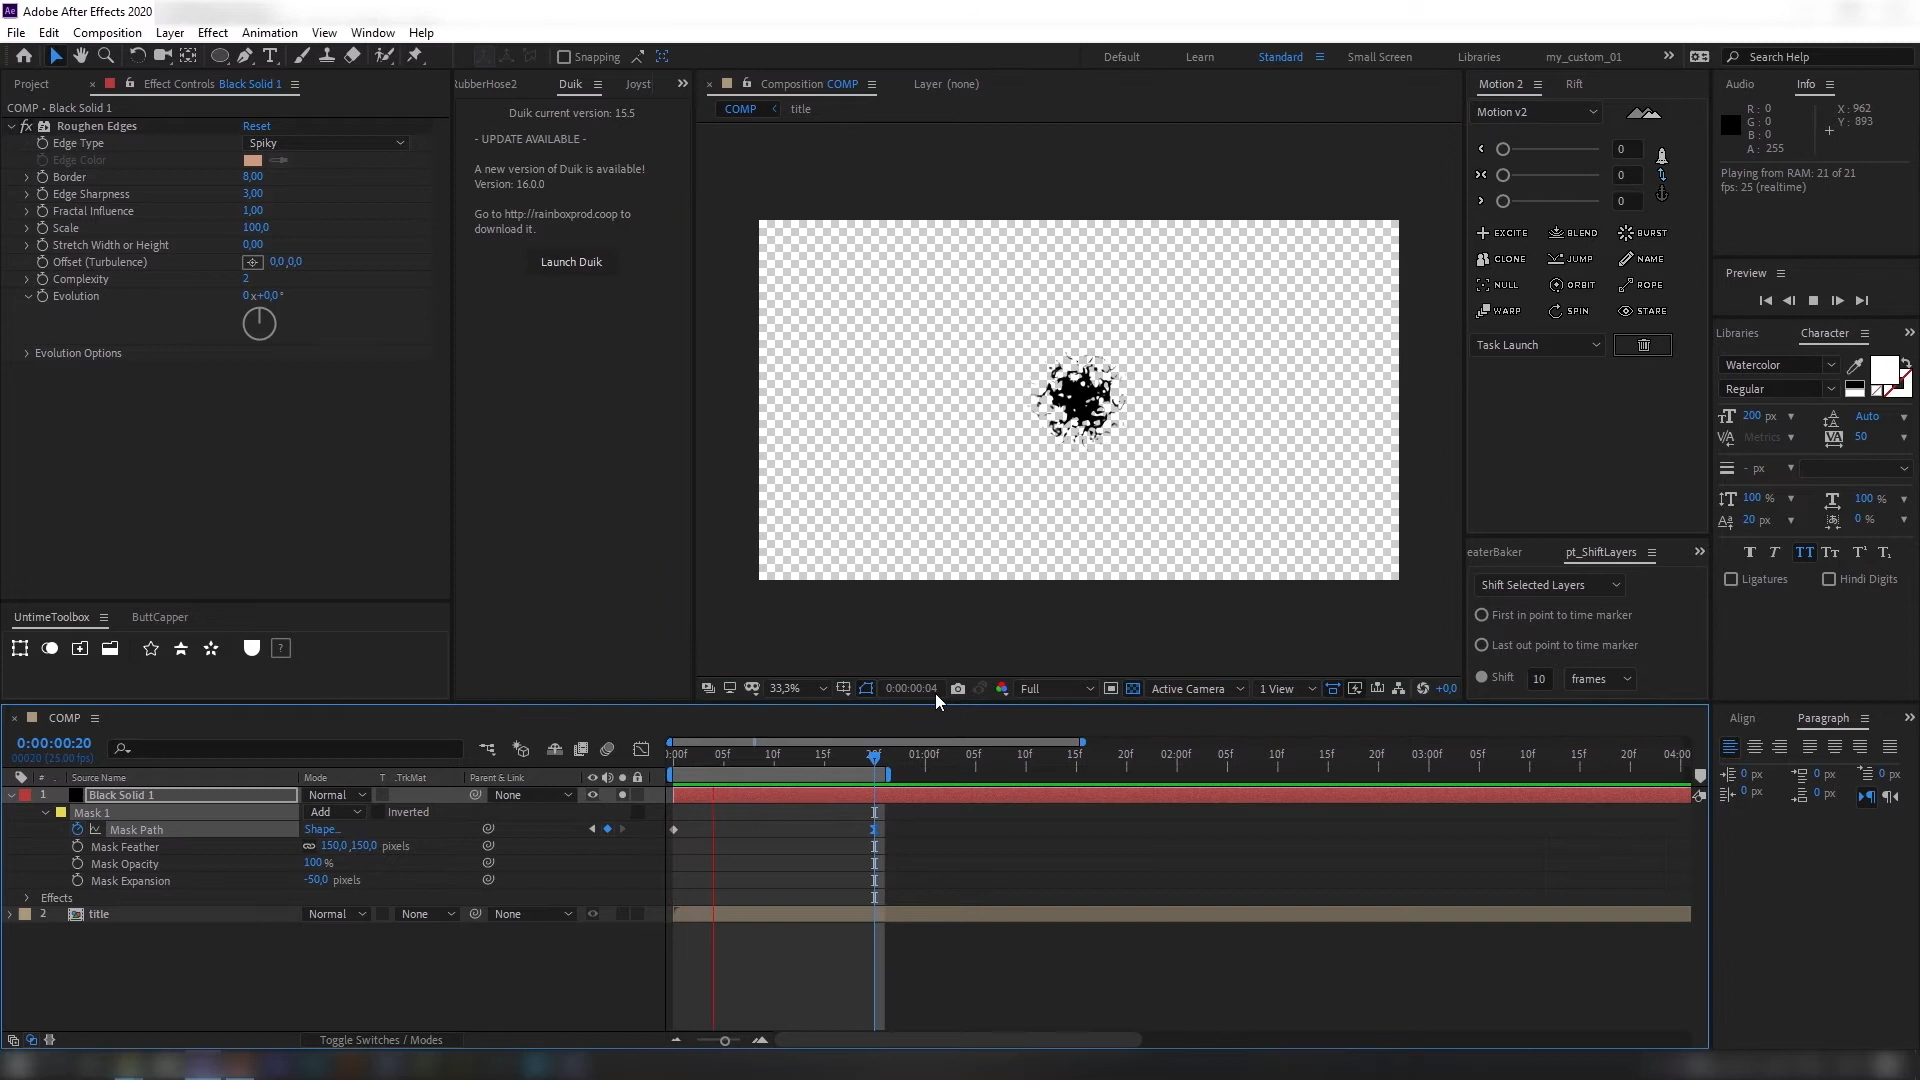 Adobe After Effects 2020
File Edit Composition Layer Effect Animation View Window Help
Snapping
Default Learn Standard Small Screen Libraries my_custom_01 Search Help
Project Effect Controls Black Solid 1
COMP • Black Solid 1
fx Roughen Edges Reset
Edge Type Spiky
Edge Color
Border 8,00
Edge Sharpness 3,00
Fractal Influence 1,00
Scale 100,0
Stretch Width or Height 0,00
Offset (Turbulence) 0,0,0,0
Complexity 2
Evolution 0x+0,0°
Evolution Options
UntimeToolbox ButtCapper
?
RubberHose2 Duik Joyst
Duik current version: 15.5
- UPDATE AVAILABLE -
A new version of Duik is available!
Version: 16.0.0
Go to http://rainboxprod.coop to
download it.
Launch Duik
Composition COMP Layer (none)
COMP title
33,3% 0:00:00:04 Full Active Camera 1 View +0,0
Motion 2 Rift
Motion v2
0
0
0
EXCITE BLEND BURST
CLONE JUMP NAME
NULL ORBIT ROPE
WARP SPIN STARE
Task Launch
eaterBaker pt_ShiftLayers
Shift Selected Layers
First in point to time marker
Last out point to time marker
Shift 10 frames
Audio Info
R: 0 X: 962
G: 0 Y: 893
B: 0
A: 255
Playing from RAM: 21 of 21
fps: 25 (realtime)
Preview
Libraries Character
Watercolor
Regular
200 px Auto
Metrics 50
- px
100 % 100 %
20 px 0 %
T T TT Tt T¹ T₁
Ligatures Hindi Digits
Align Paragraph
0 px 0 px 0 px
0 px 0 px
COMP
0:00:00:20
00020 (25.00 fps)
:00f 05f 10f 15f 20f 01:00f 05f 10f 15f 20f 02:00f 05f 10f 15f 20f 03:00f 05f 10f 15f 20f 04:00
# Source Name Mode T .TrkMat Parent & Link
1 Black Solid 1 Normal None
Mask 1 Add Inverted
Mask Path Shape...
Mask Feather 150,0,150,0 pixels
Mask Opacity 100 %
Mask Expansion -50,0 pixels
Effects
2 title Normal None None
Toggle Switches / Modes